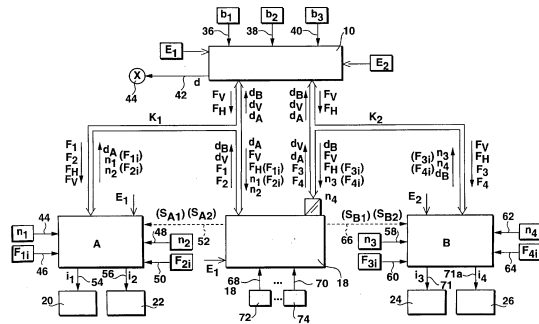 b1 b2 b3
36 38 40 10
E1 E2
X d
44 42
FV dB FV dB
FH dV FH dV
dA dA
K1 K2
F1 dA (F1i) dB dA dV dB n3 (F3i) FV
F2 n1 (F2i) dV FV dA FV n4 (F4i) FH
FH n2 F1 FH (F1i) F3 FH (F3i) dB F3
FV F2 n1 (F2i) F4 n3 (F4i) F4
n2 n4
E1 E2
(SA1) (SA2) (SB1) (SB2)
44 62
n1 A 48 52 66 58 B n4
n2 n3
F1i F2i 18 F3i F4i
46 50 E1 60 64
i1 56 i2 68 ... 70 i3 71a i4
54 18 71
20 22 72 ... 74 24 26